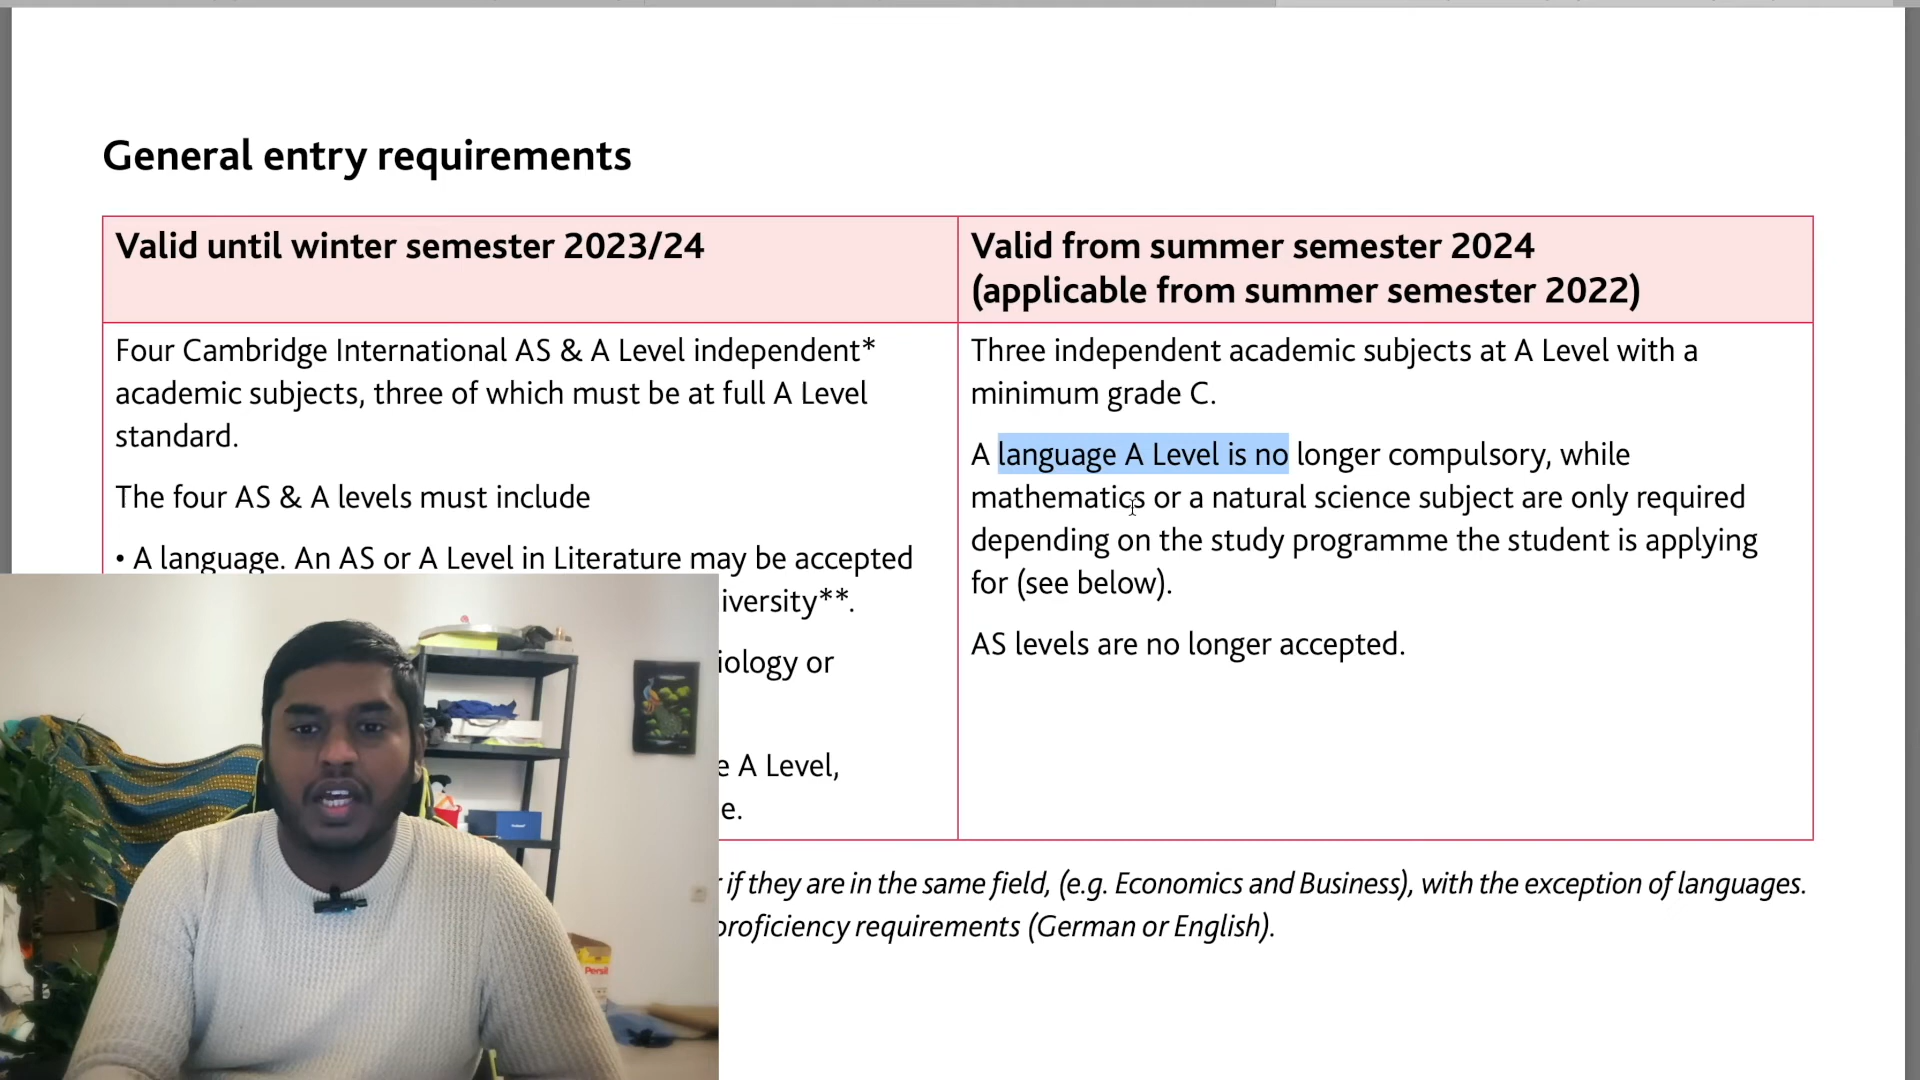 General entry requirements
Valid until winter semester 2023/24
Valid from summer semester 2024
(applicable from summer semester 2022)
Four Cambridge International AS & A Level independent*
academic subjects, three of which must be at full A Level
standard.
The four AS & A levels must include
• A language. An AS or A Level in Literature may be accepted
iversity**.
iology or
e A Level,
e.
Three independent academic subjects at A Level with a
minimum grade C.
A language A Level is no longer compulsory, while
mathematics or a natural science subject are only required
depending on the study programme the student is applying
for (see below).
AS levels are no longer accepted.
if they are in the same field, (e.g. Economics and Business), with the exception of languages.
proficiency requirements (German or English).
Persil